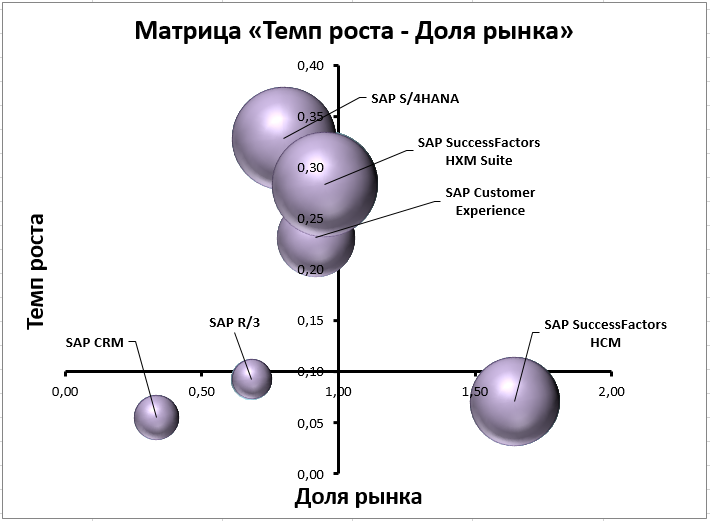 Матрица «Темп роста - Доля рынка»
0,40
SAP S/4HANA
0,35
SAP SuccessFactors
HXM Suite
0,30
SAP Customer
Experience
0,25
Темп роста
0,20
0,15
SAP R/3
SAP SuccessFactors
HCM
SAP CRM
0,10
0,00
0,50
1,00
1,50
2,00
0,05
0,00
Доля рынка